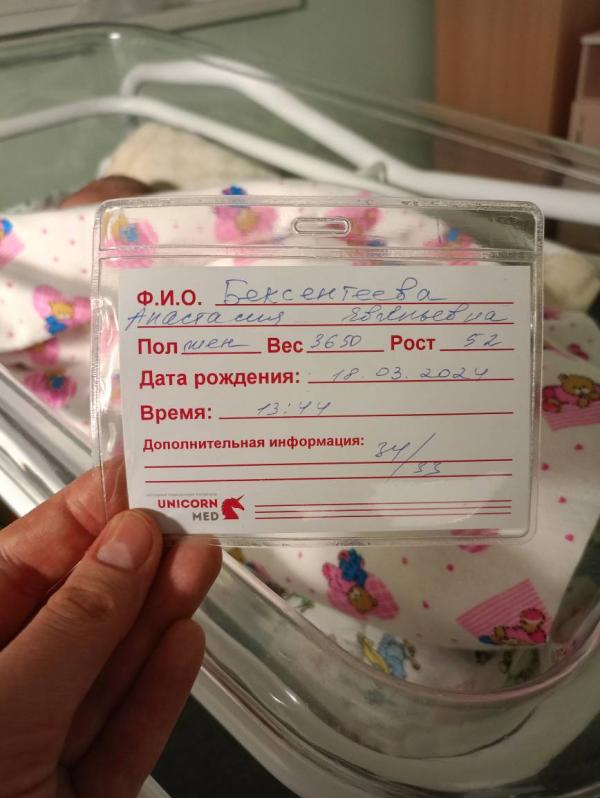 Ф.И.О. Бексентеева
Анастасия Евгеньевна
Пол жен Вес 3650 Рост 52
Дата рождения: 18.03.2024
Время: 13:44
Дополнительная информация: 34/33
UNICORN
MED